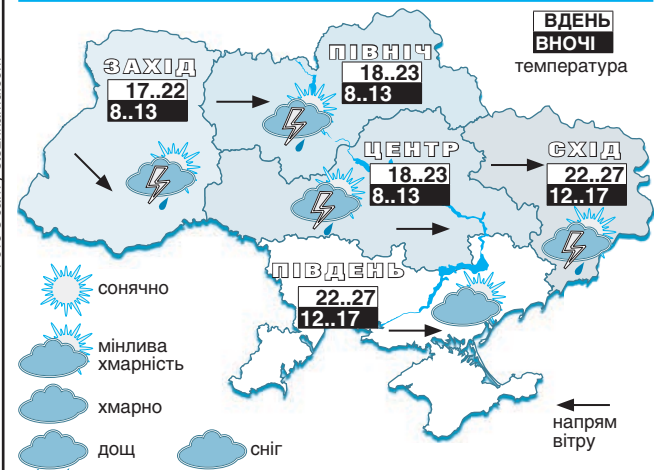 ВДЕНЬ
ВНОЧІ
температура
ЗАХІД
17..22
8..13
ПІВНІЧ
18..23
8..13
ЦЕНТР
18..23
8..13
СХІД
22..27
12..17
ПІВДЕНЬ
22..27
12..17
сонячно
мінлива
хмарність
хмарно
дощ
сніг
напрям
вітру